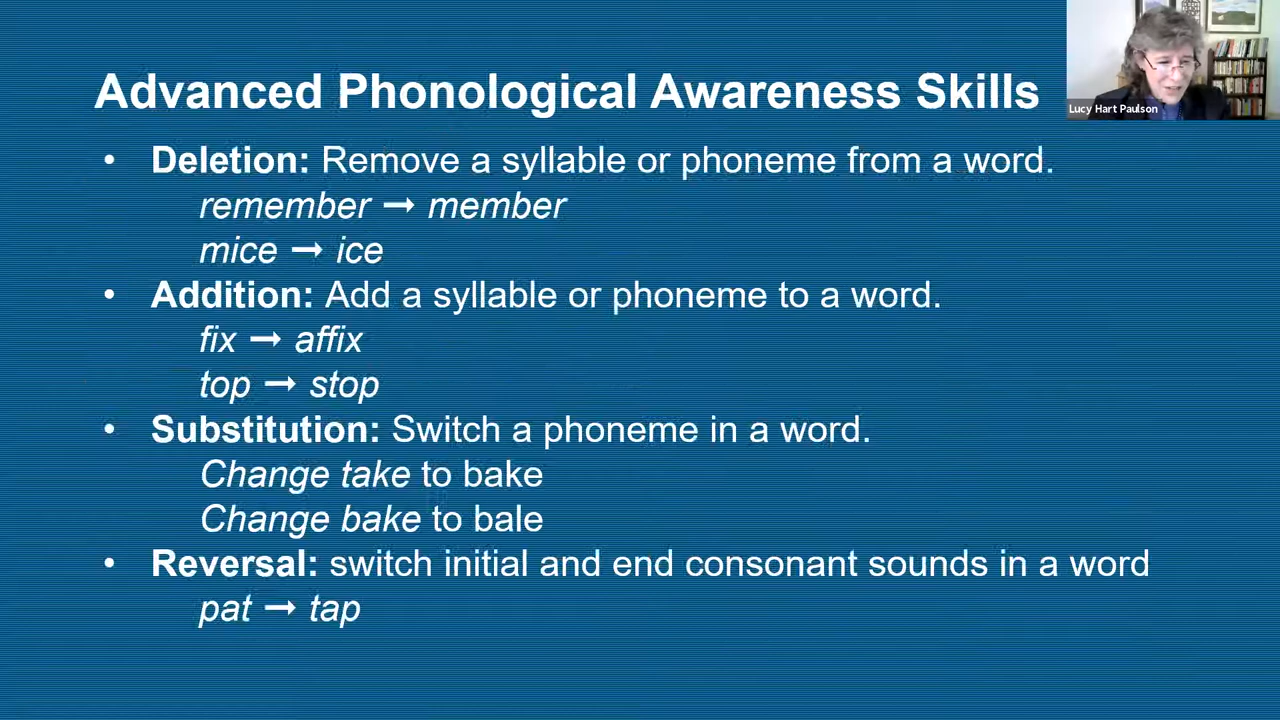 Advanced Phonological Awareness Skills
Lucy Hart Paulson
• Deletion: Remove a syllable or phoneme from a word.
remember → member
mice → ice
• Addition: Add a syllable or phoneme to a word.
fix → affix
top → stop
• Substitution: Switch a phoneme in a word.
Change take to bake
Change bake to bale
• Reversal: switch initial and end consonant sounds in a word
pat → tap